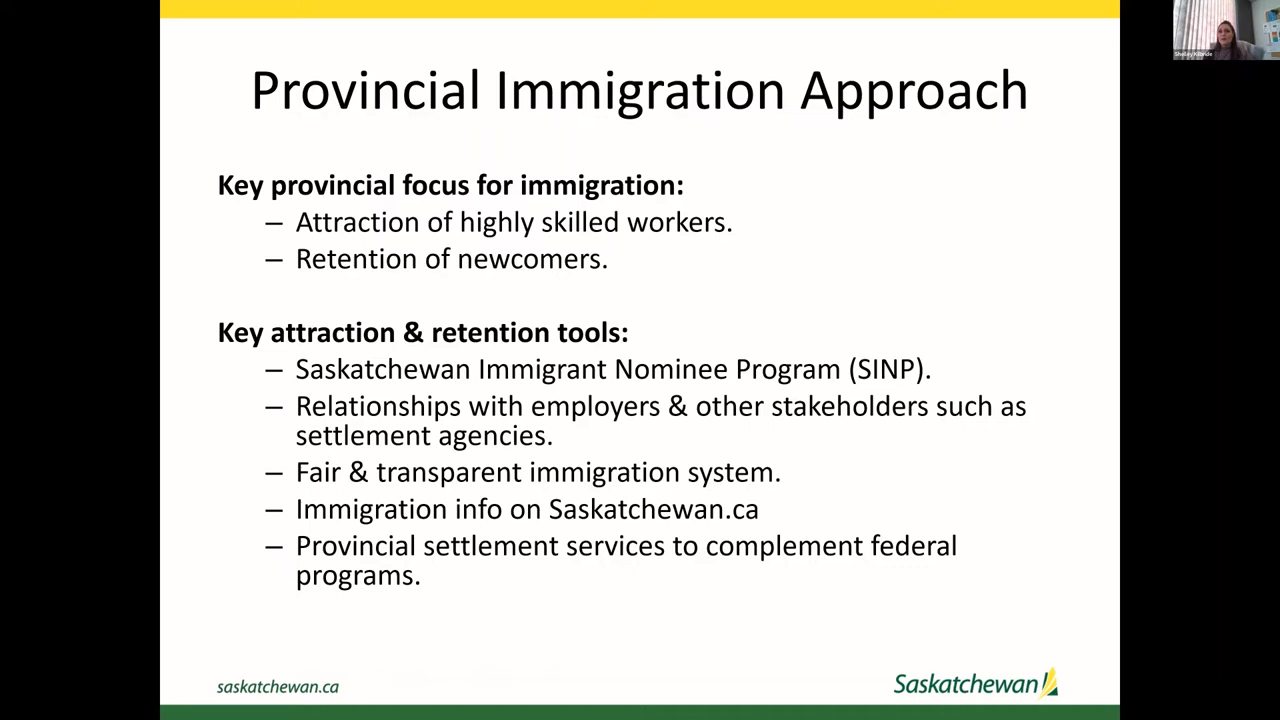 Provincial Immigration Approach
Key provincial focus for immigration:
– Attraction of highly skilled workers.
– Retention of newcomers.
Key attraction & retention tools:
– Saskatchewan Immigrant Nominee Program (SINP).
– Relationships with employers & other stakeholders such as
settlement agencies.
– Fair & transparent immigration system.
– Immigration info on Saskatchewan.ca
– Provincial settlement services to complement federal
programs.
saskatchewan.ca
Saskatchewan
Shelley